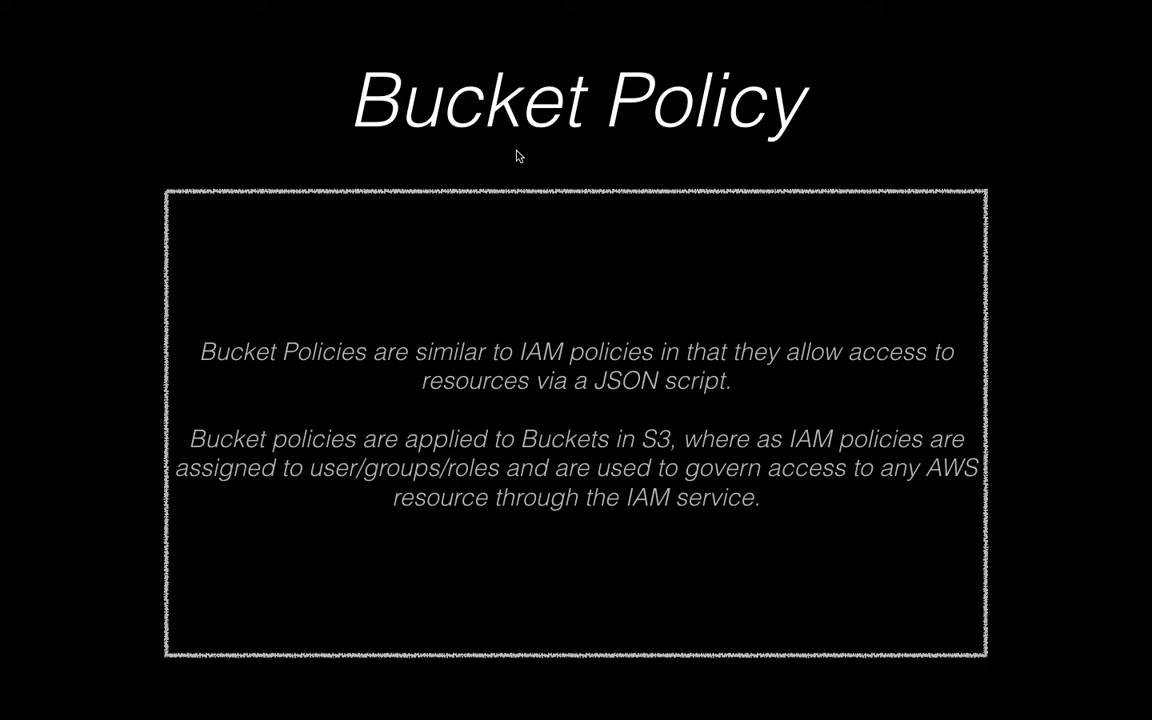 Bucket Policy
Bucket Policies are similar to IAM policies in that they allow access to
resources via a JSON script.
Bucket policies are applied to Buckets in S3, where as IAM policies are
assigned to user/groups/roles and are used to govern access to any AWS
resource through the IAM service.